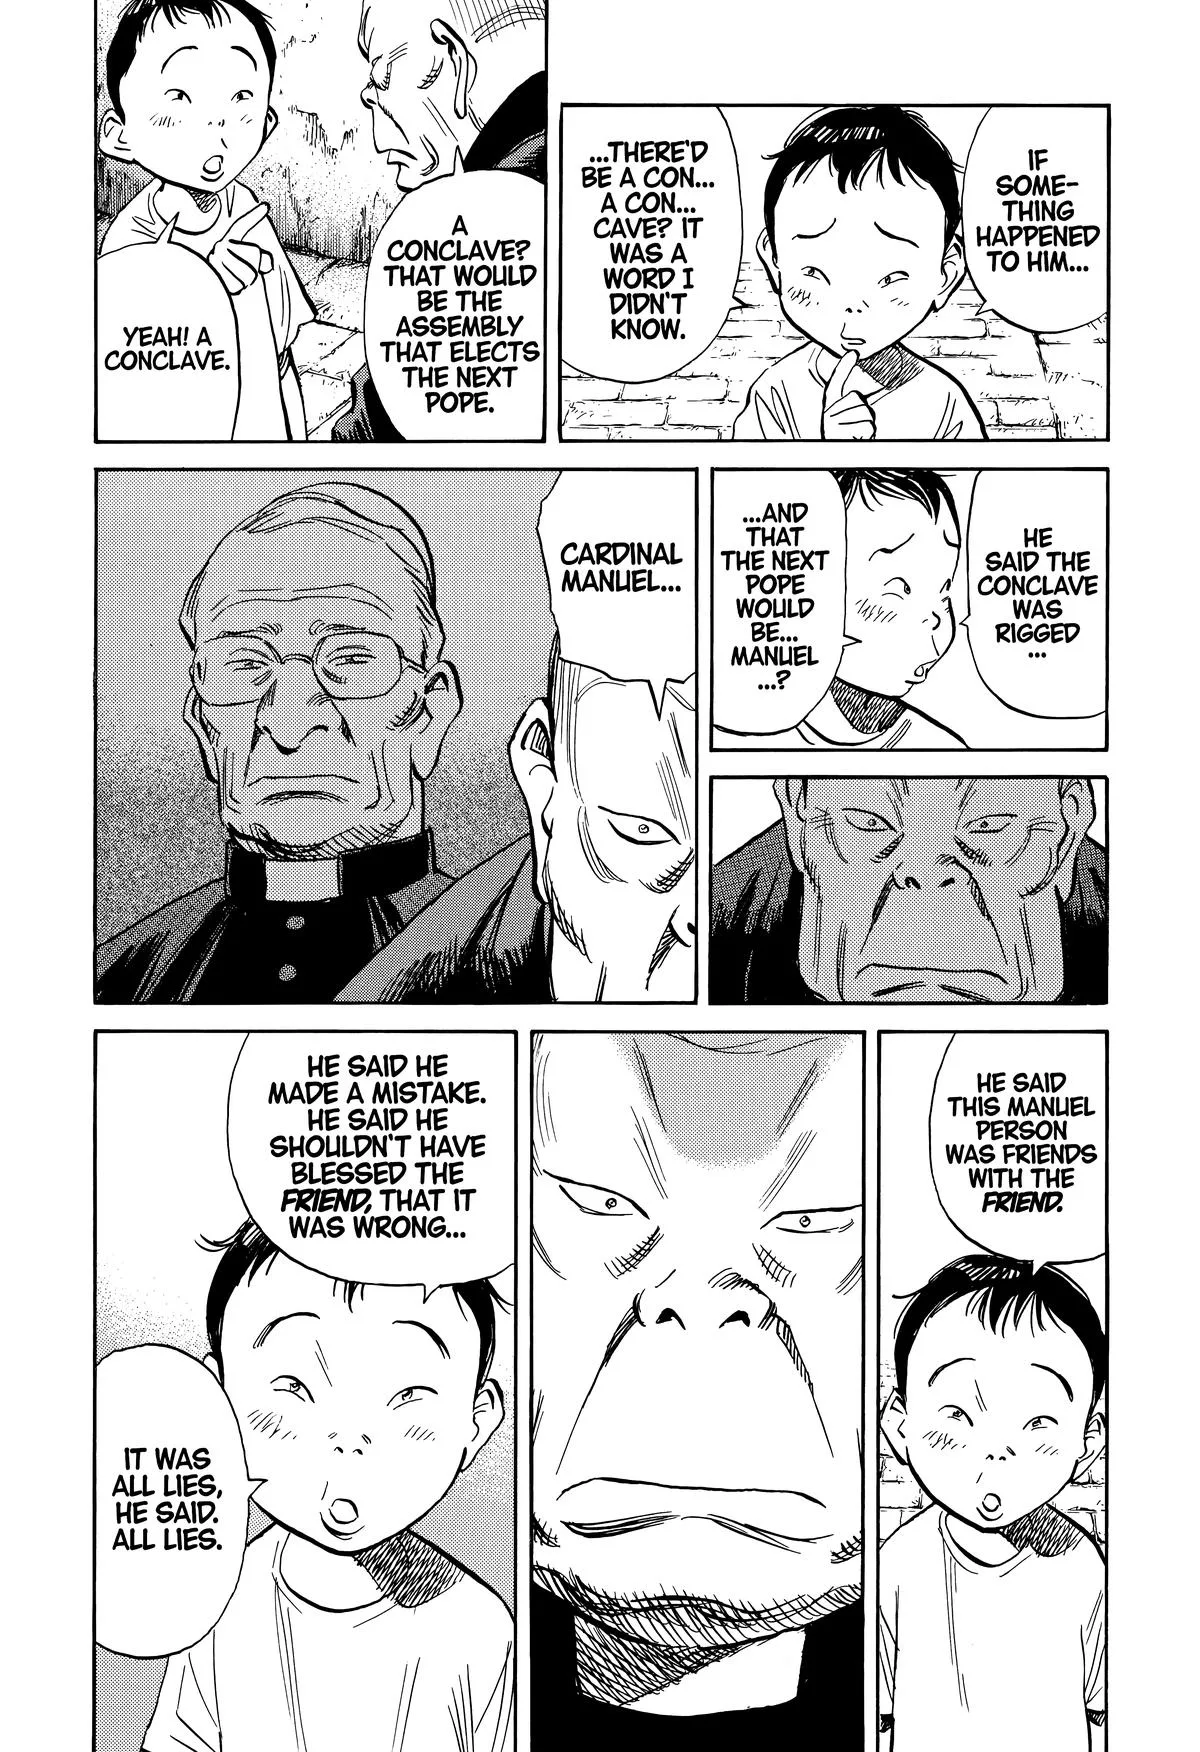 IF
SOME-
THING
HAPPENED
TO HIM...
...THERE'D
BE A CON...
A CON...
CAVE? IT
WAS A
WORD I
DIDN'T
KNOW.
A
CONCLAVE?
THAT WOULD
BE THE
ASSEMBLY
THAT ELECTS
THE NEXT
POPE.
YEAH! A
CONCLAVE.
HE
SAID THE
CONCLAVE
WAS
RIGGED
...
...AND
THAT
THE NEXT
POPE
WOULD
BE...
MANUEL
...?
CARDINAL
MANUEL...
HE SAID
THIS MANUEL
PERSON
WAS FRIENDS
WITH THE
FRIEND.
HE SAID HE
MADE A MISTAKE.
HE SAID HE
SHOULDN'T HAVE
BLESSED THE
FRIEND, THAT IT
WAS WRONG...
IT WAS
ALL LIES,
HE SAID.
ALL LIES.